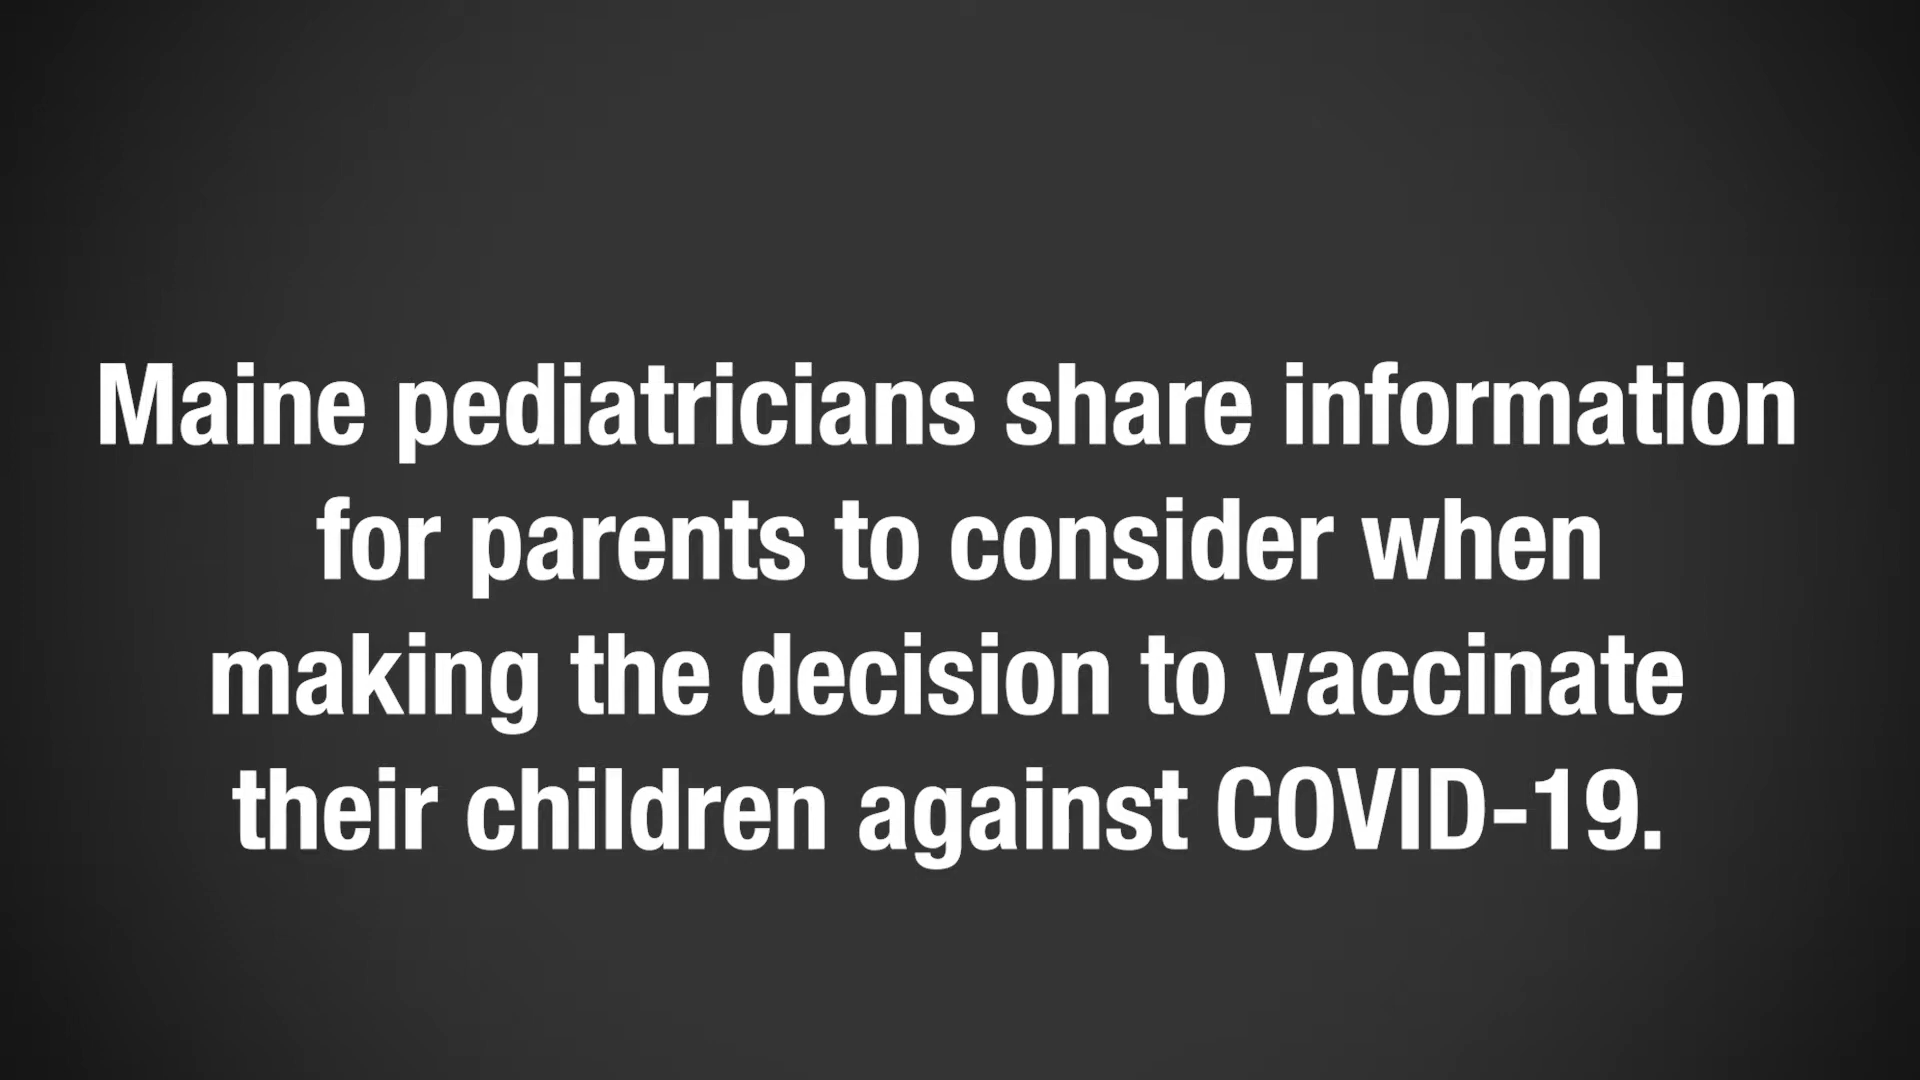 Maine pediatricians share information
for parents to consider when
making the decision to vaccinate
their children against COVID-19.